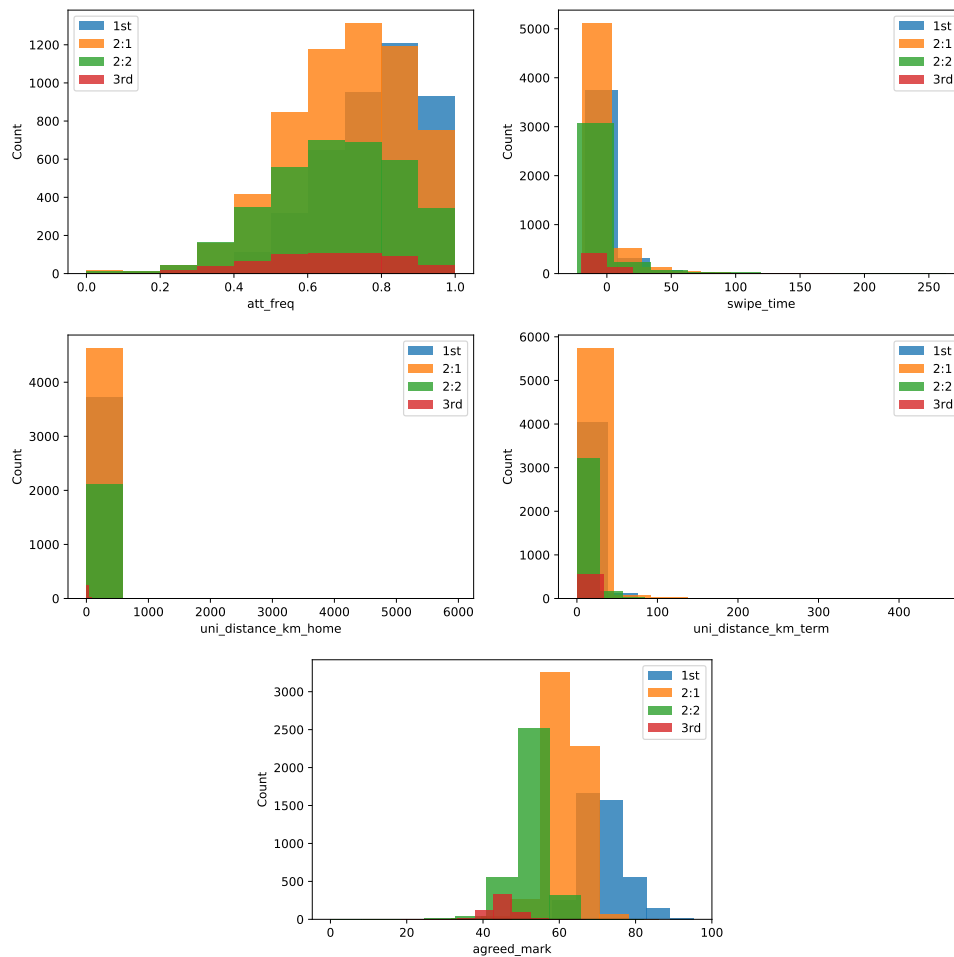 1st
2:1
2:2
3rd
1200
1000
800
600
400
200
0
Count
0.0 0.2 0.4 0.6 0.8 1.0
att_freq
1st
2:1
2:2
3rd
5000
4000
3000
2000
1000
0
Count
0 50 100 150 200 250
swipe_time
1st
2:1
2:2
3rd
4000
3000
2000
1000
0
Count
0 1000 2000 3000 4000 5000 6000
uni_distance_km_home
1st
2:1
2:2
3rd
6000
5000
4000
3000
2000
1000
0
Count
0 100 200 300 400
uni_distance_km_term
1st
2:1
2:2
3rd
3000
2500
2000
1500
1000
500
0
Count
0 20 40 60 80 100
agreed_mark